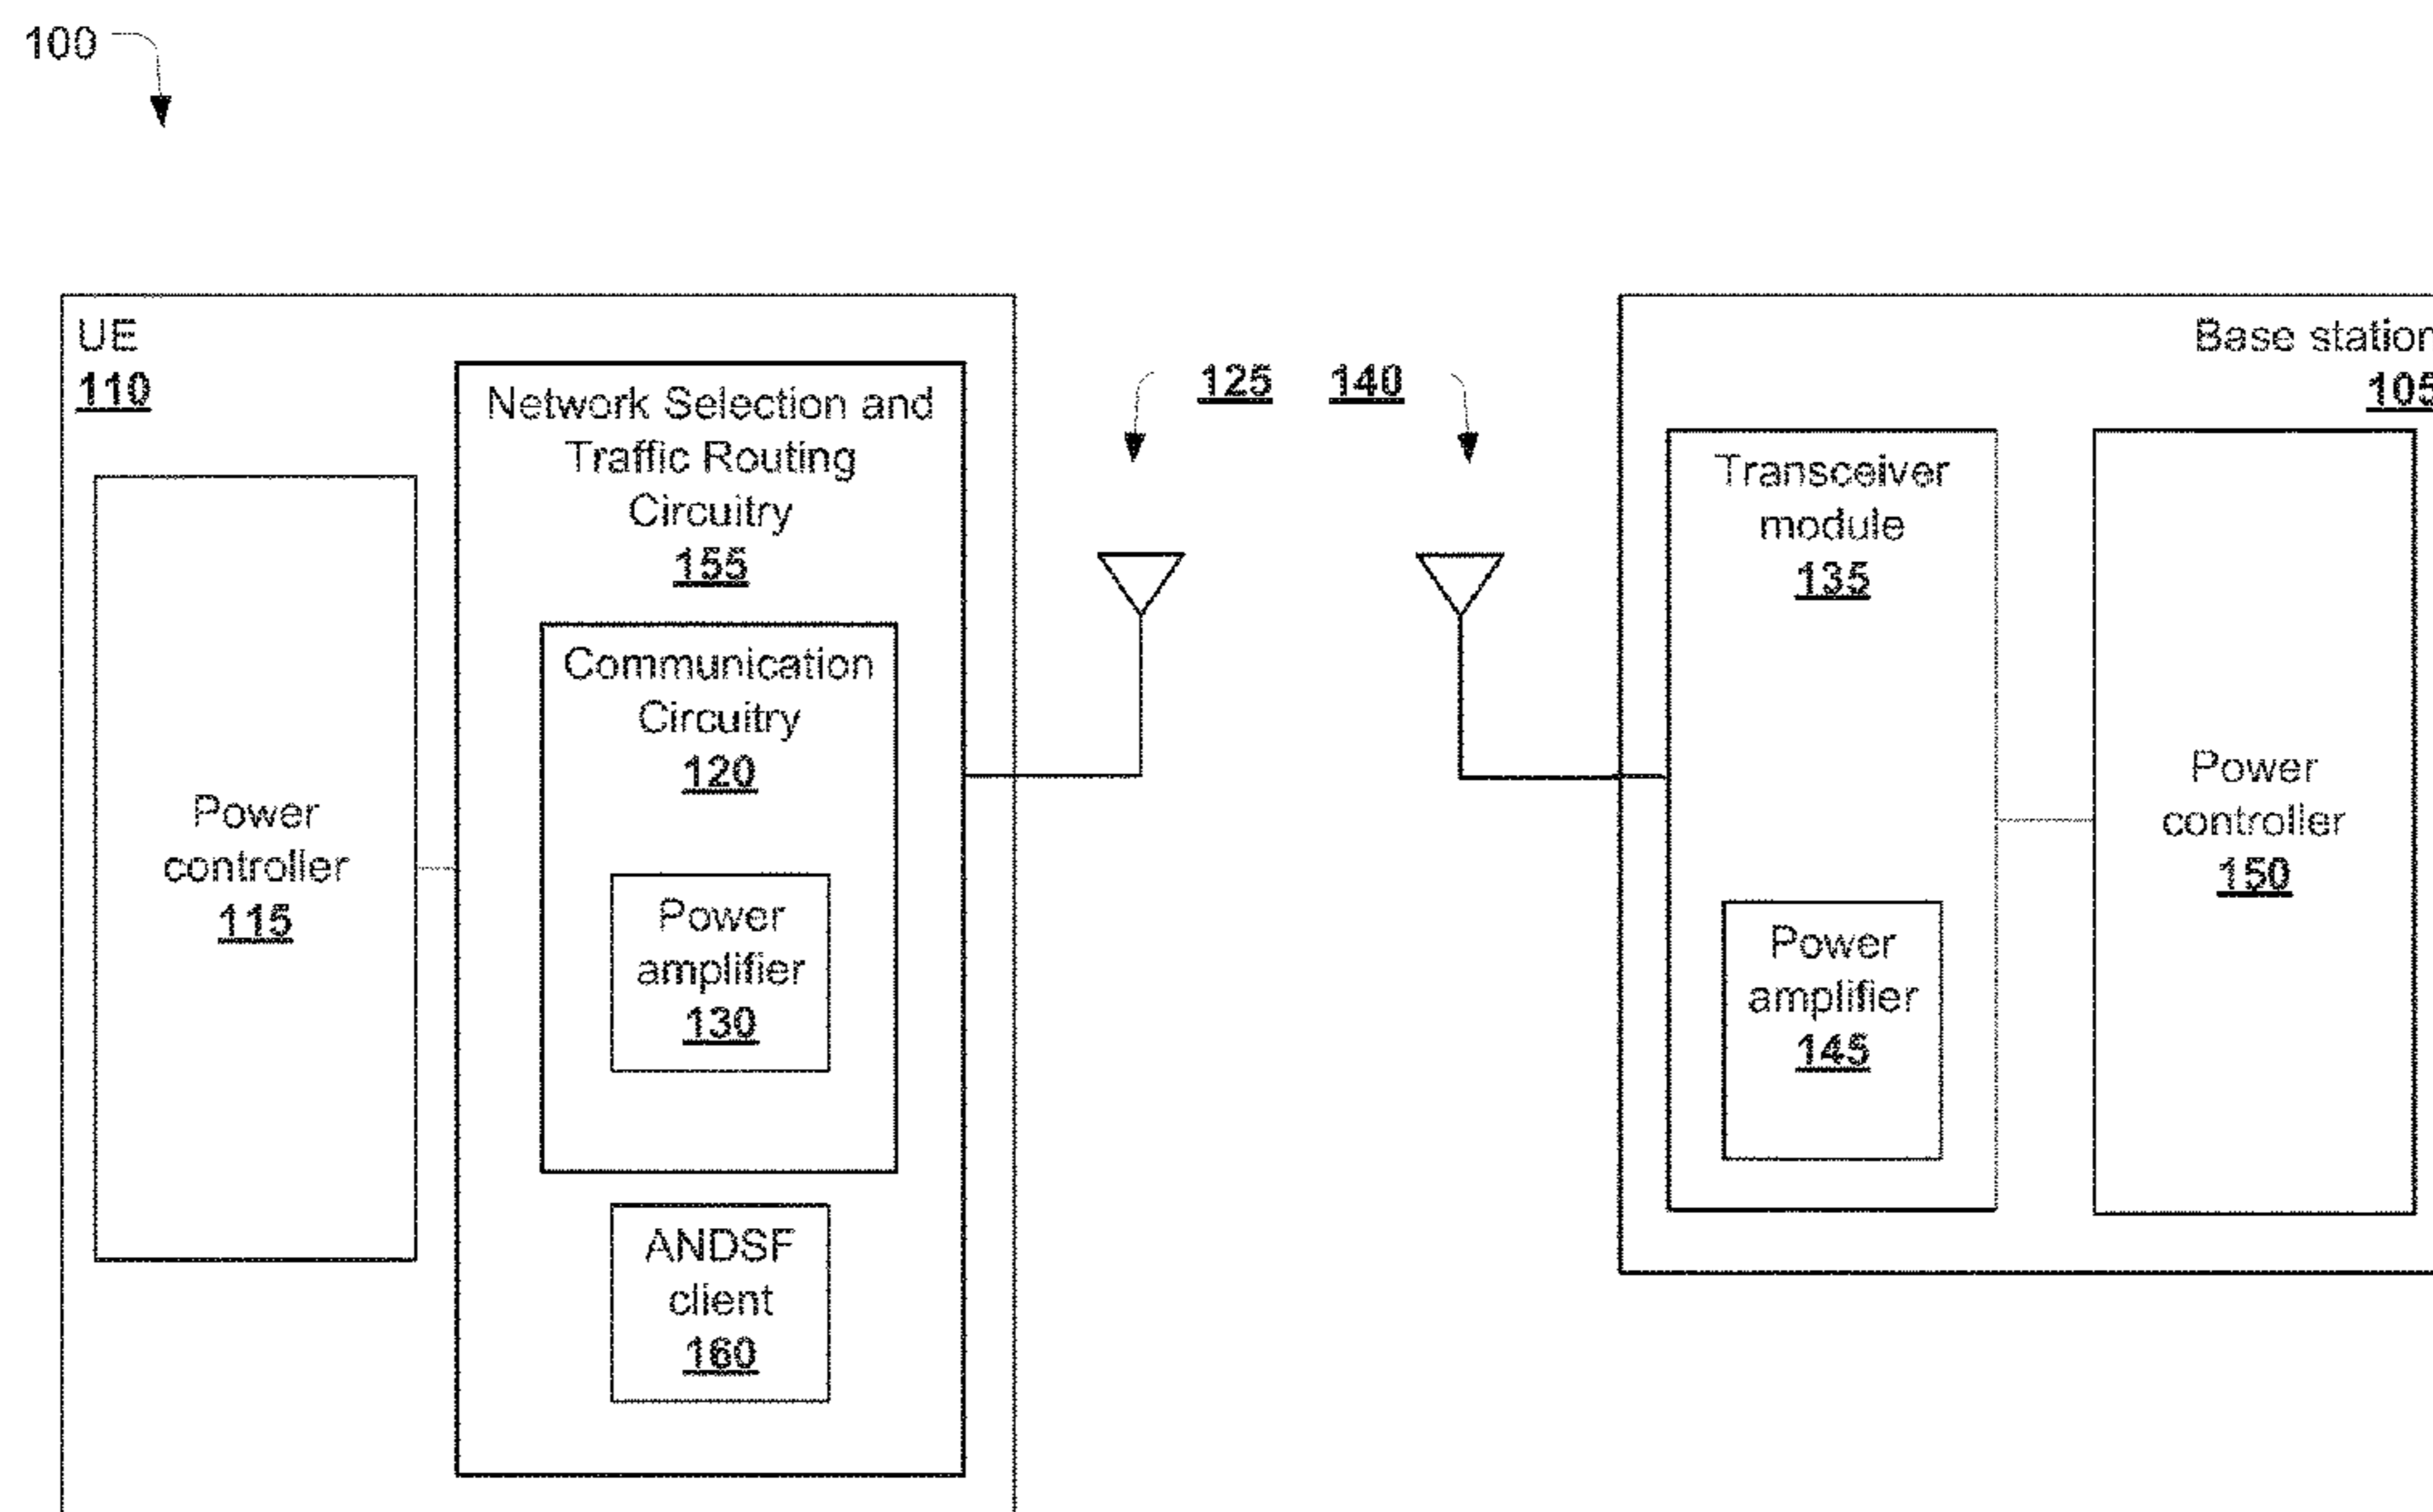 100
UE
110
Network Selection and
Traffic Routing
Circuitry
155
Communication
Circuitry
120
Power
amplifier
130
ANDSF
client
160
Power
controller
115
125
140
Base station
105
Transceiver
module
135
Power
amplifier
145
Power
controller
150